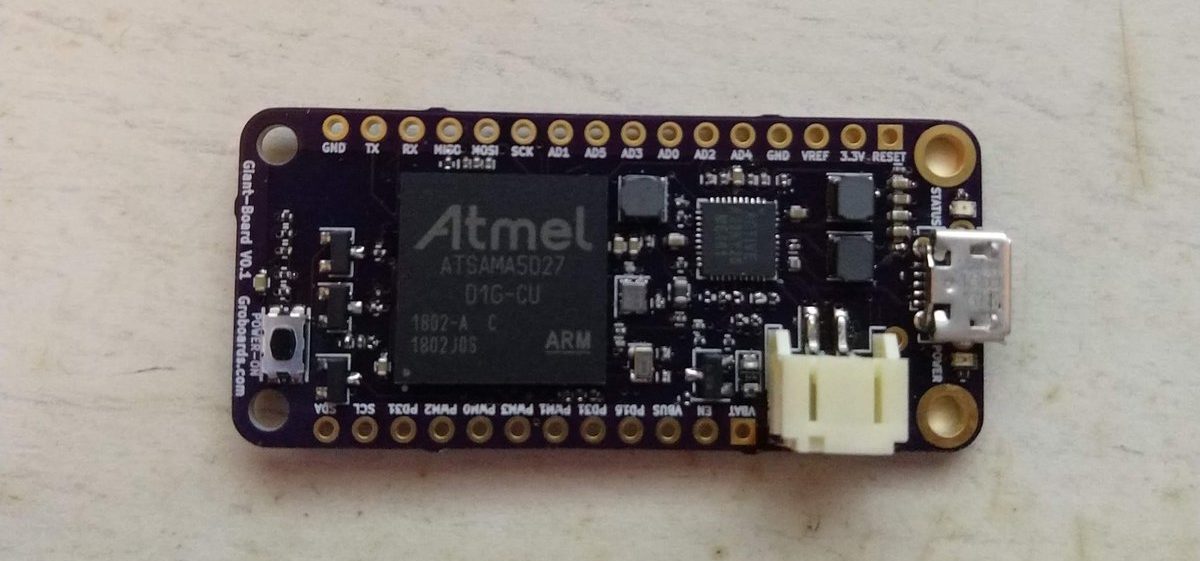 GND TX RX MISO MOSI SCK AD1 AD5 AD3 AD0 AD2 AD4 GND VREF 3.3V RESET
Giant-Board V0.1 Groboards.com
STATUS
Atmel
ATSAMA5D27
D1G-CU
1802-A C
1802J0S
ARM
POWER-ON
POWER
SDA SCL PD31 PWM2 PWM0 PWM3 PWM1 PD31 PD16 VBUS EN VBAT